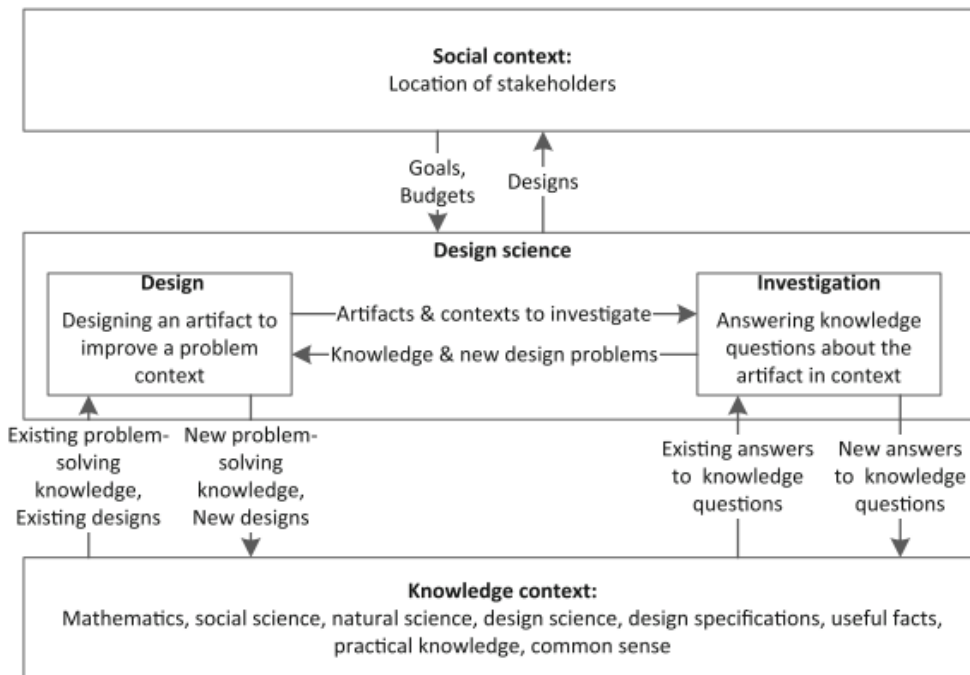 Social context:
Location of stakeholders
Goals,
Budgets
Designs
Design science
Design
Designing an artifact to
improve a problem
context
Artifacts & contexts to investigate
Knowledge & new design problems
Investigation
Answering knowledge
questions about the
artifact in context
Existing problem-
solving
knowledge,
Existing designs
New problem-
solving
knowledge,
New designs
Existing answers
to knowledge
questions
New answers
to knowledge
questions
Knowledge context:
Mathematics, social science, natural science, design science, design specifications, useful facts,
practical knowledge, common sense